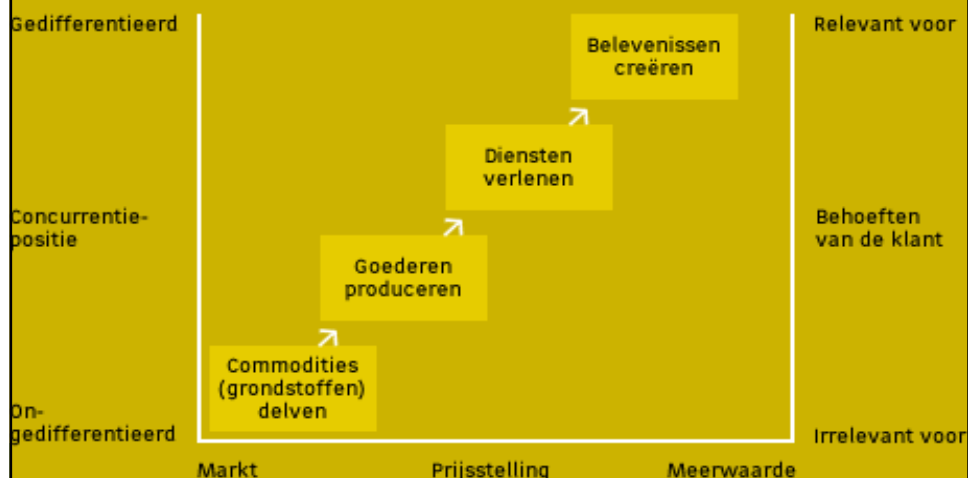 Gedifferentieerd
Relevant voor
Belevenissen
creëren
Diensten
verlenen
Concurrentie-
positie
Behoeften
van de klant
Goederen
produceren
Commodities
(grondstoffen)
delven
On-
gedifferentieerd
Irrelevant voor
Markt
Prijsstelling
Meerwaarde